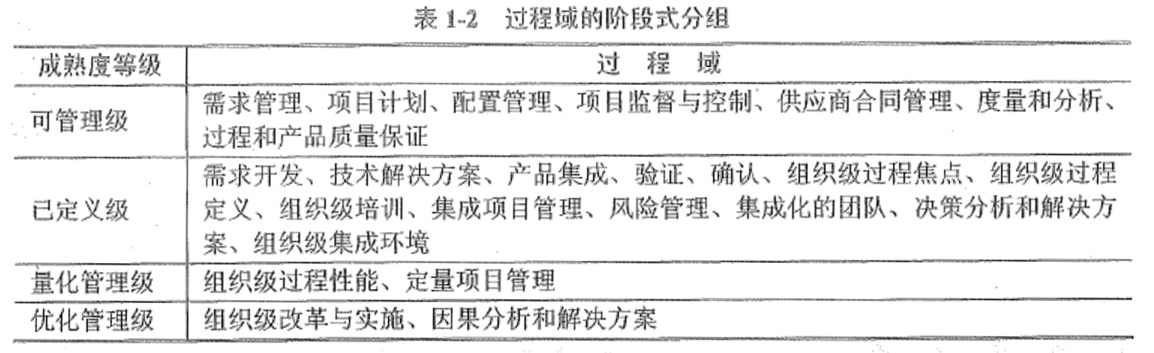 表 1-2 过程域的阶段式分组
成熟度等级 过程域
可管理级 需求管理、项目计划、配置管理、项目监督与控制、供应商合同管理、度量和分析、
过程和产品质量保证
已定义级 需求开发、技术解决方案、产品集成、验证、确认、组织级过程焦点、组织级过程
定义、组织级培训、集成项目管理、风险管理、集成化的团队、决策分析和解决方
案、组织级集成环境
量化管理级 组织级过程性能、定量项目管理
优化管理级 组织级改革与实施、因果分析和解决方案